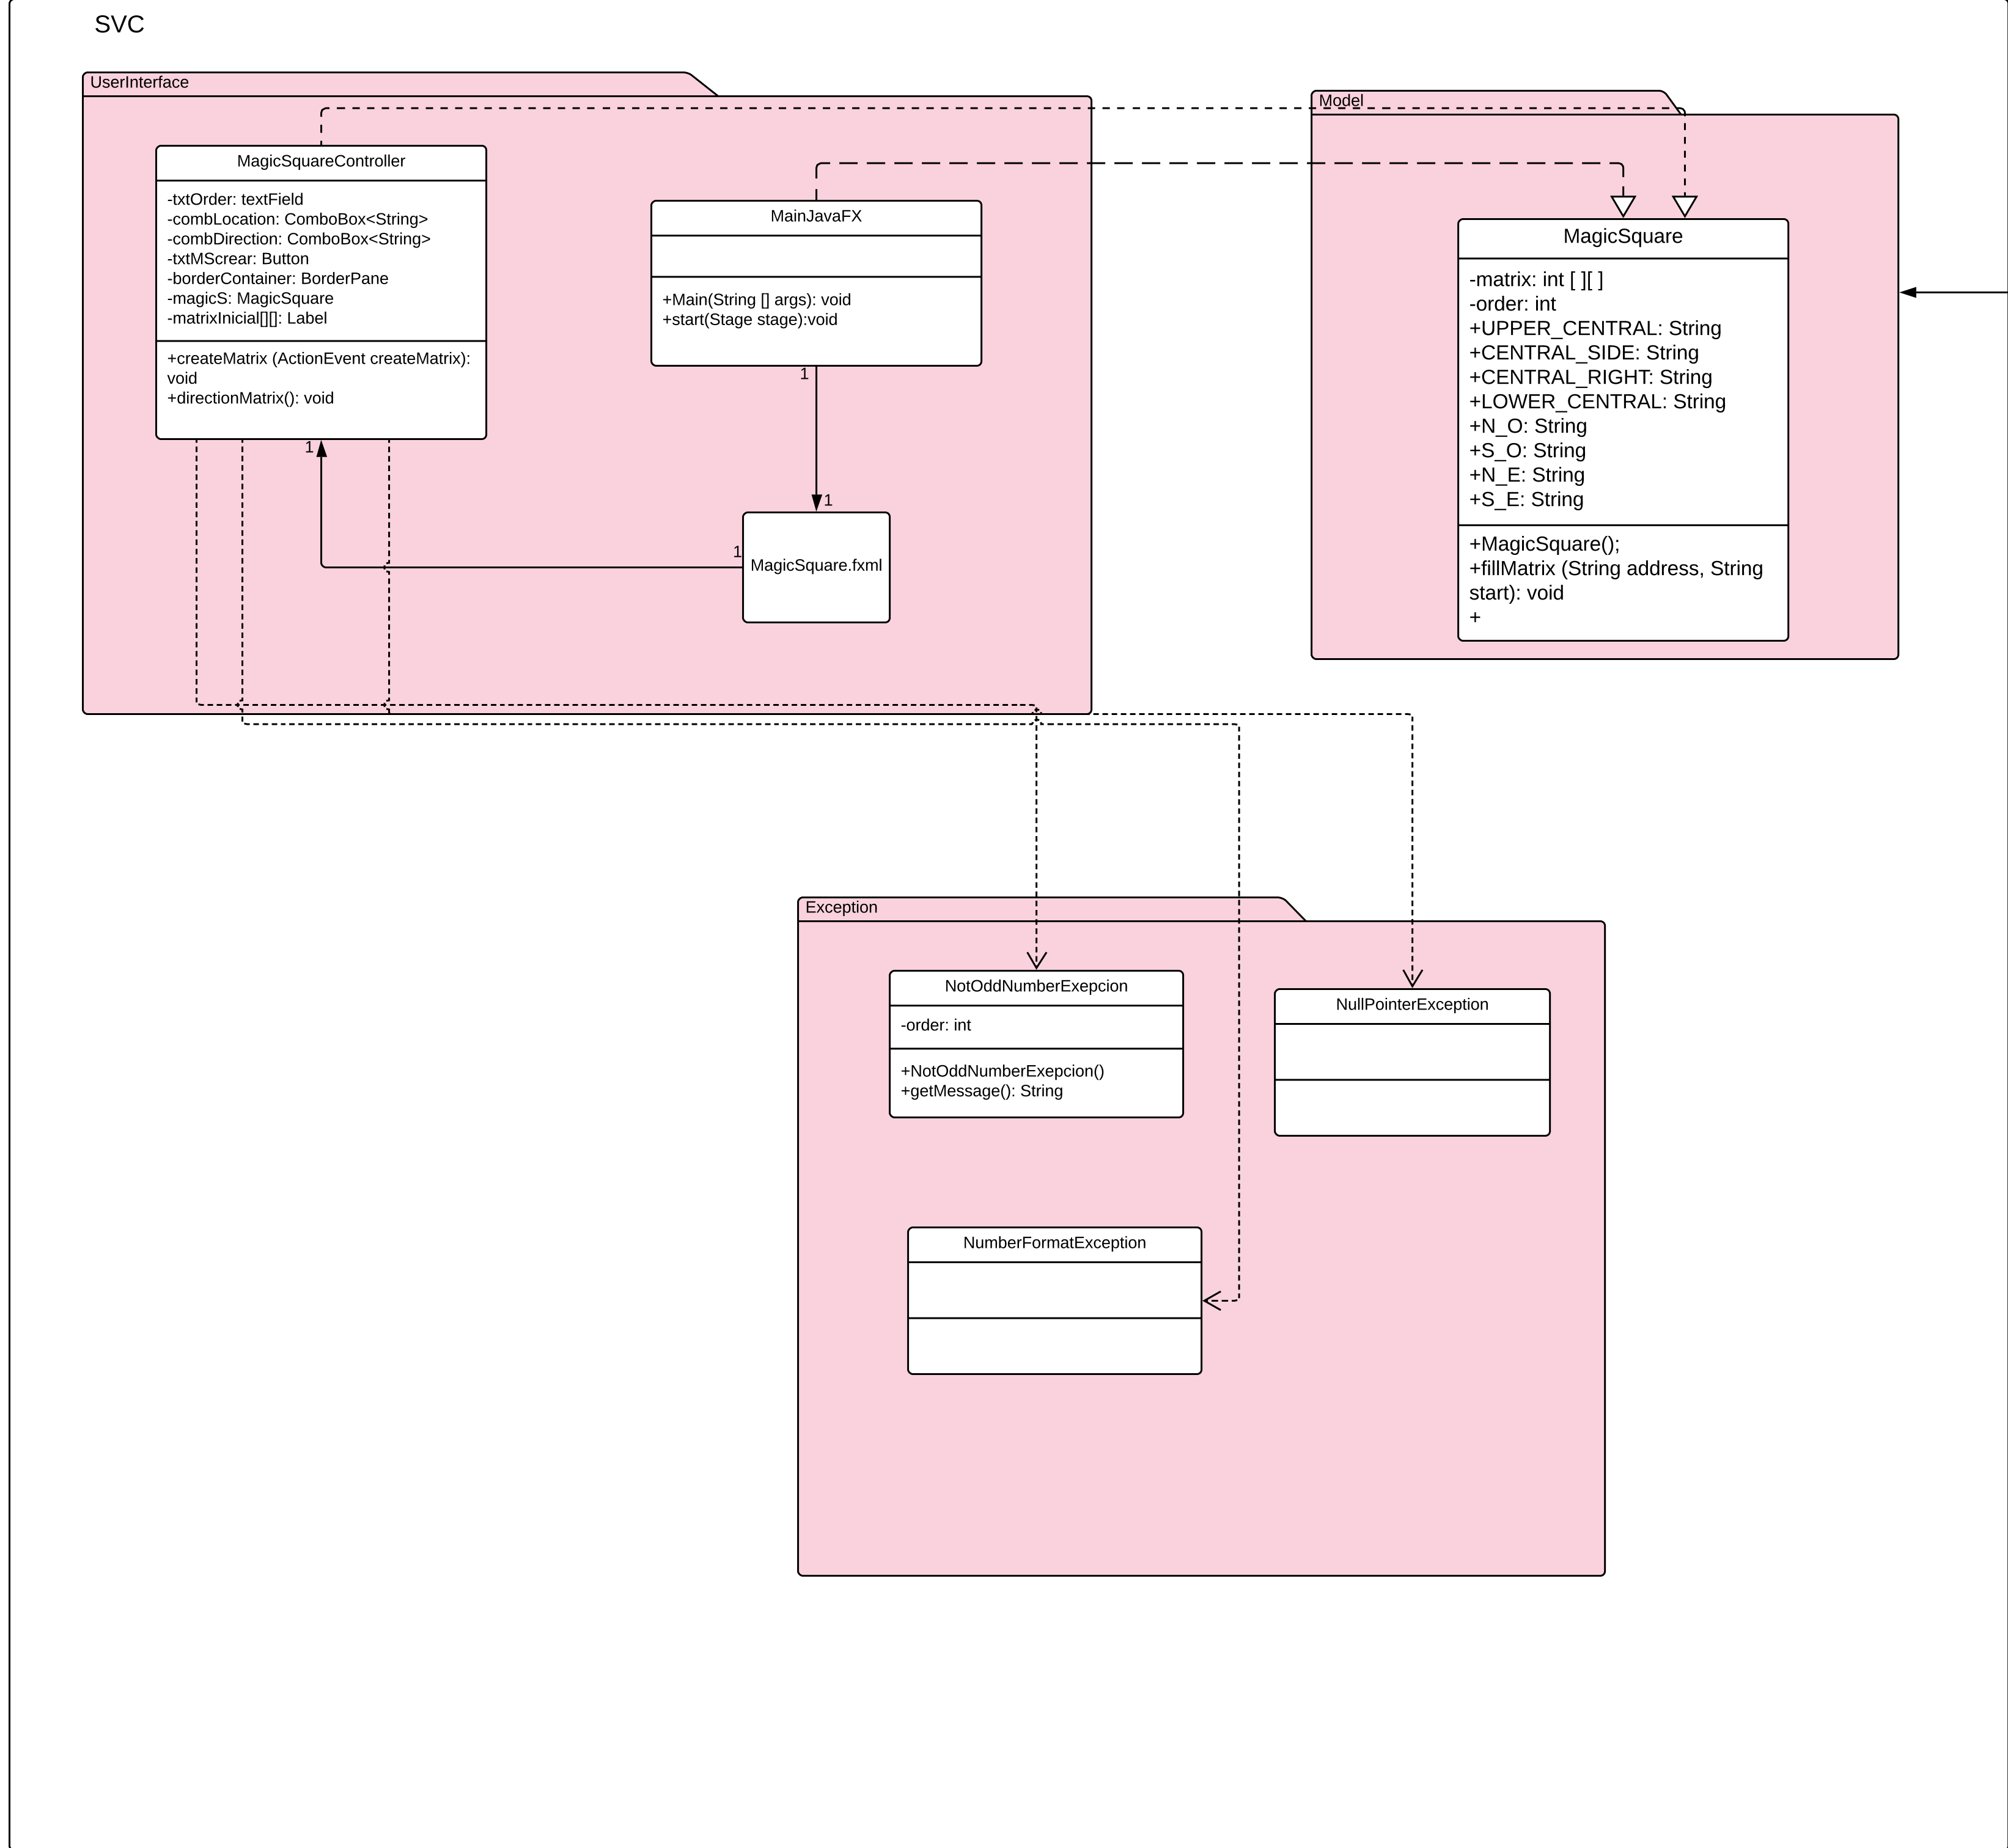 SVC
UserInterface
MagicSquareController
-txtOrder: textField
-combLocation: ComboBox<String>
-combDirection: ComboBox<String>
-txtMScrear: Button
-borderContainer: BorderPane
-magicS: MagicSquare
-matrixInicial[][]: Label
+createMatrix (ActionEvent createMatrix):
void
+directionMatrix(): void
1
MainJavaFX
+Main(String [] args): void
+start(Stage stage):void
1
1
1
MagicSquare.fxml
Model
MagicSquare
-matrix: int [ ][ ]
-order: int
+UPPER_CENTRAL: String
+CENTRAL_SIDE: String
+CENTRAL_RIGHT: String
+LOWER_CENTRAL: String
+N_O: String
+S_O: String
+N_E: String
+S_E: String
+MagicSquare();
+fillMatrix (String address, String
start): void
+
Exception
NotOddNumberExepcion
-order: int
+NotOddNumberExepcion()
+getMessage(): String
NullPointerException
NumberFormatException